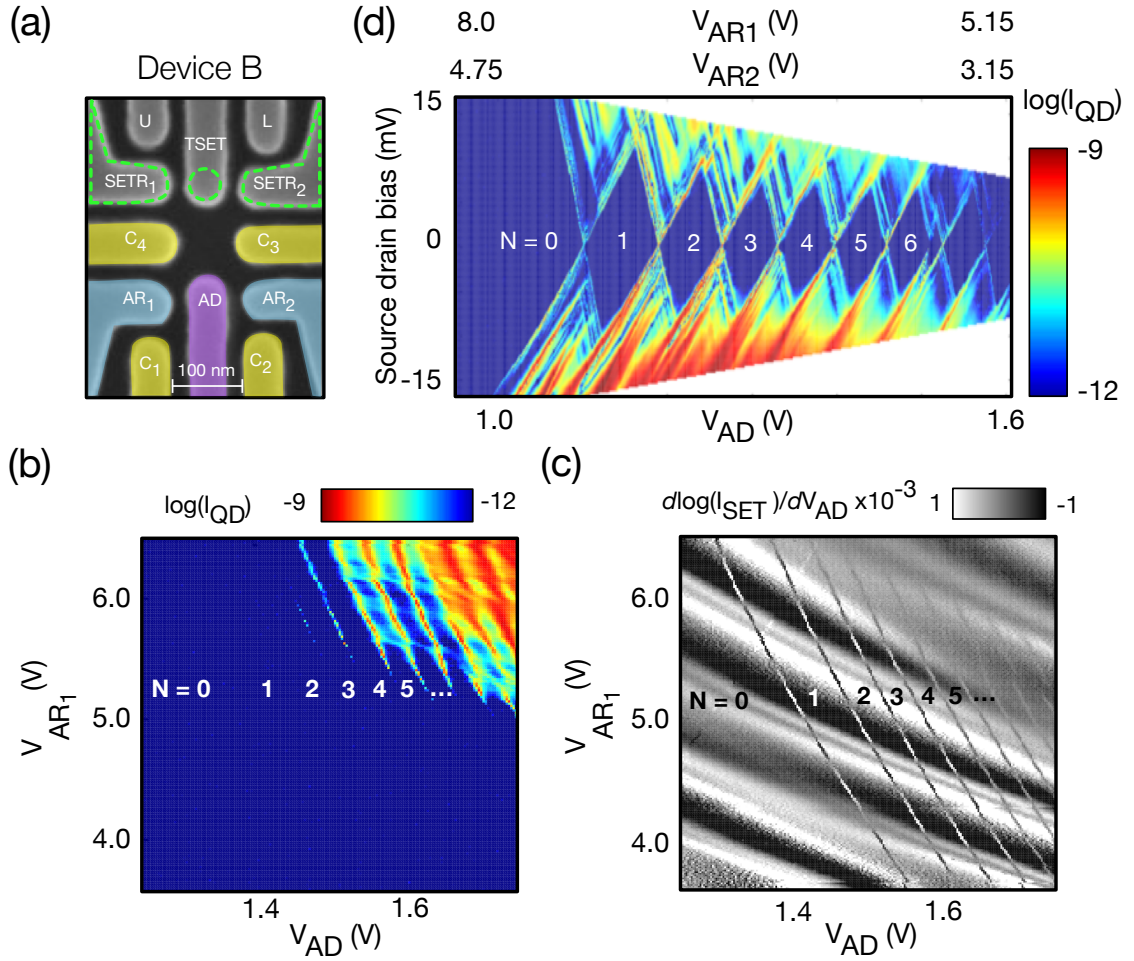 (a)
Device B
U
L
TSET
SETR1
SETR2
C4
C3
AR1
AD
AR2
C1
C2
100 nm
(d)
8.0 VAR1 (V) 5.15
4.75 VAR2 (V) 3.15
log(IQD)
Source drain bias (mV)
15
0
-15
N = 0 1 2 3 4 5 6
-9
-12
1.0 1.6
VAD (V)
(b)
log(IQD) -9 -12
VAR1 (V)
6.0
5.0
4.0
N = 0 1 2 3 4 5 ...
1.4 1.6
VAD (V)
(c)
dlog(ISET)/dVAD x10-3 1 -1
VAR1 (V)
6.0
5.0
4.0
N = 0 1 2 3 4 5 ...
1.4 1.6
VAD (V)